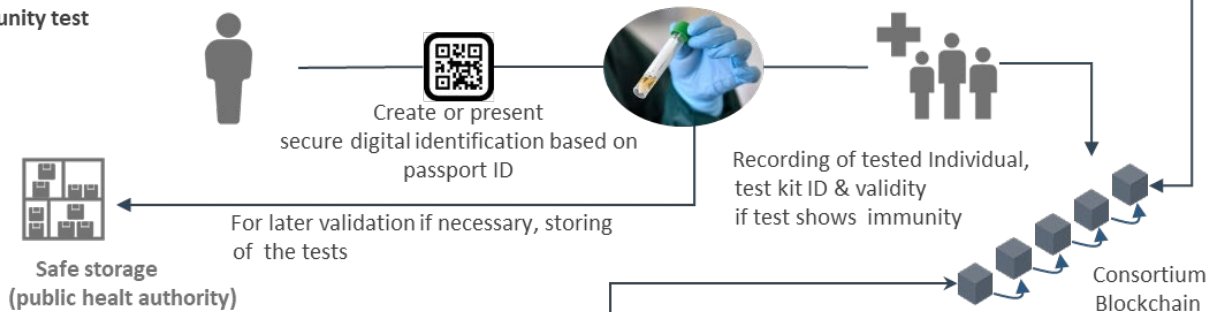 unity test
Create or present
secure digital identification based on
passport ID
Recording of tested Individual,
test kit ID & validity
if test shows immunity
For later validation if necessary, storing
of the tests
Safe storage
(public healt authority)
Consortium
Blockchain